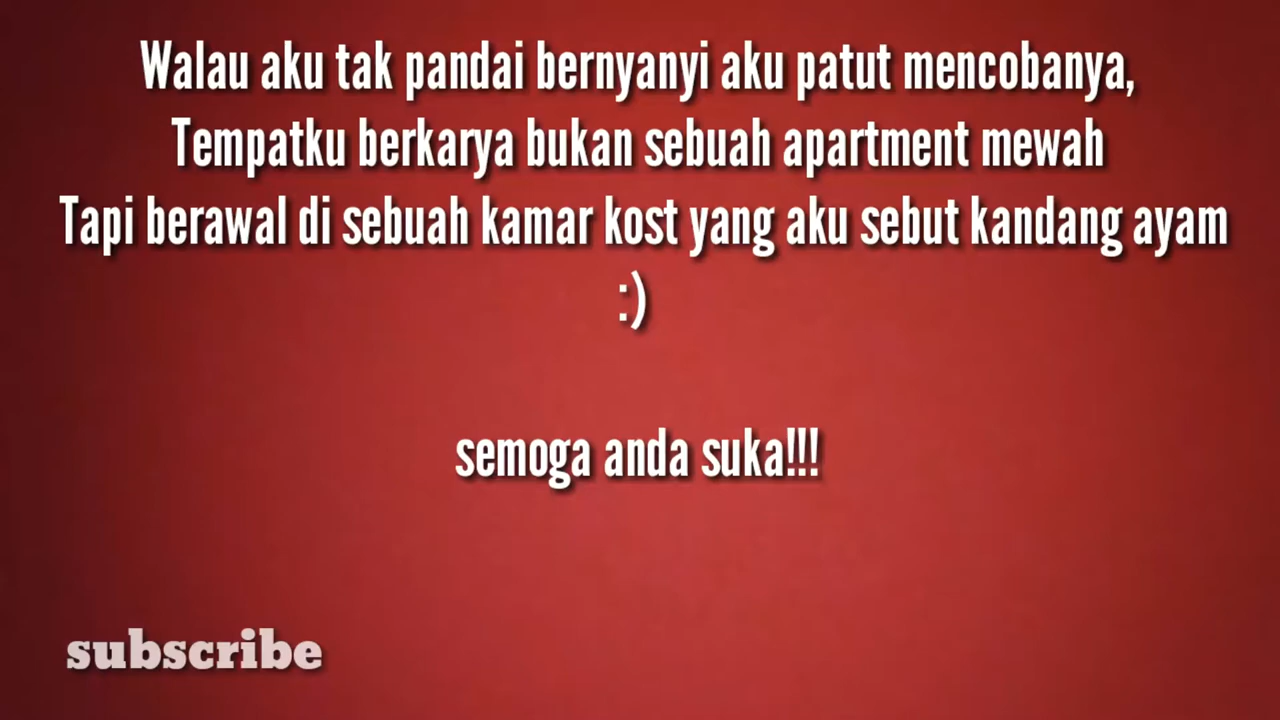 Walau aku tak pandai bernyanyi aku patut mencobanya,
Tempatku berkarya bukan sebuah apartment mewah
Tapi berawal di sebuah kamar kost yang aku sebut kandang ayam
:)
semoga anda suka!!!
subscribe